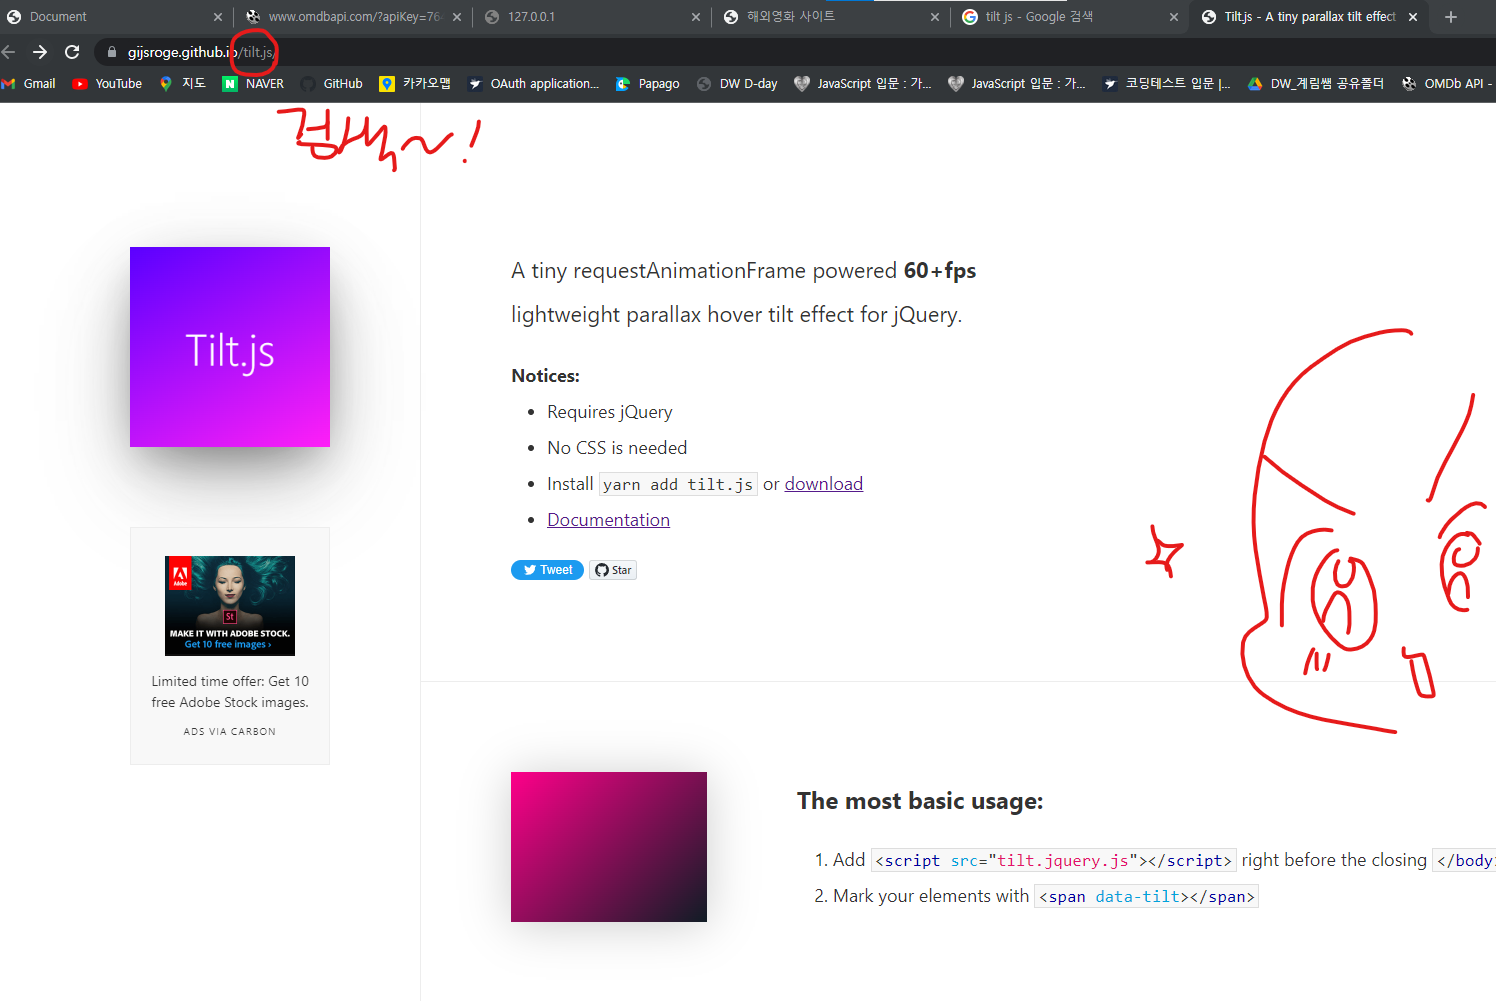 Document
www.omdbapi.com/?apiKey=764
127.0.0.1
해외영화 사이트
tilt js - Google 검색
Tilt.js - A tiny parallax tilt effect
gijsroge.github.io/tilt.js/
Gmail
YouTube
지도
NAVER
GitHub
카카오맵
OAuth application...
Papago
DW D-day
JavaScript 입문 : 가...
JavaScript 입문 : 가...
코딩테스트 입문 |...
DW_계림쌤 공유폴더
OMDb API -
검색~!
Tilt.js
A tiny requestAnimationFrame powered 60+fps
lightweight parallax hover tilt effect for jQuery.
Notices:
Requires jQuery
No CSS is needed
Install yarn add tilt.js or download
Documentation
Tweet
Star
Adobe
St
MAKE IT WITH ADOBE STOCK.
Get 10 free images ›
Limited time offer: Get 10
free Adobe Stock images.
ADS VIA CARBON
The most basic usage:
1. Add <script src="tilt.jquery.js"></script> right before the closing </body>
2. Mark your elements with <span data-tilt></span>